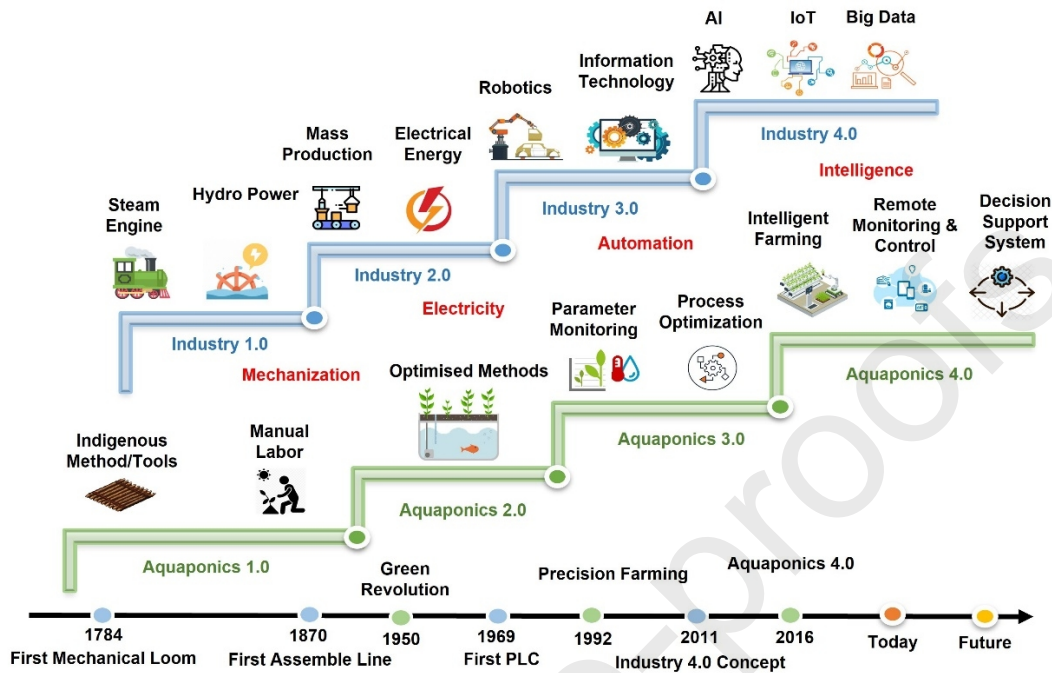 AI
IoT
Big Data
Information
Technology
Robotics
Industry 4.0
Mass
Production
Electrical
Energy
Intelligence
Hydro Power
Industry 3.0
Steam
Engine
Automation
Intelligent
Farming
Remote
Monitoring &
Control
Decision
Support
System
Industry 2.0
Electricity
Parameter
Monitoring
Process
Optimization
Industry 1.0
Mechanization
Optimised Methods
Aquaponics 4.0
Indigenous
Method/Tools
Manual
Labor
Aquaponics 3.0
Aquaponics 2.0
Aquaponics 1.0
Green
Revolution
Precision Farming
Aquaponics 4.0
1784
1870
1950
1969
1992
2011
2016
Today
Future
First Mechanical Loom
First Assemble Line
First PLC
Industry 4.0 Concept
-proofs